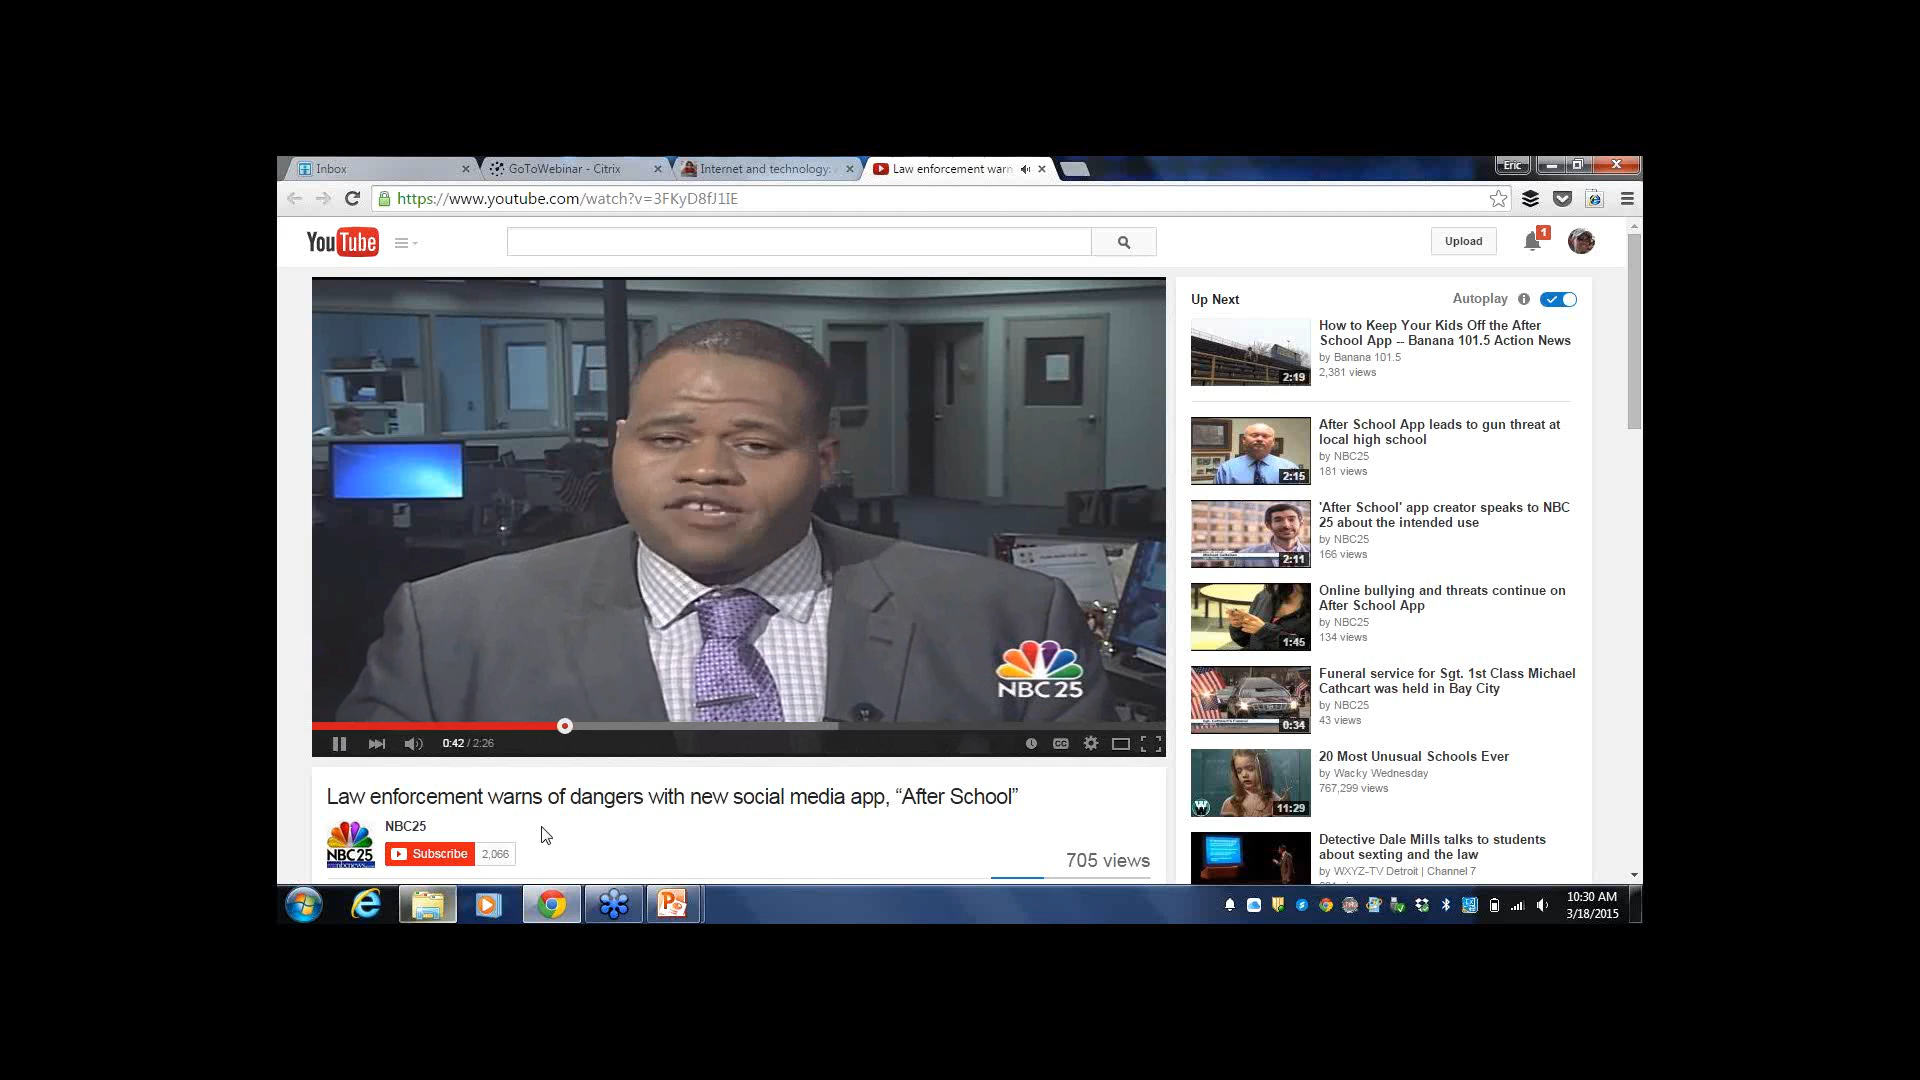 Inbox
GoToWebinar - Citrix
Internet and technology:
Law enforcement warn
Eric
https://www.youtube.com/watch?v=3FKyD8fJ1IE
YouTube
Upload
1
NBC 25
0:42 / 2:26
CC
Law enforcement warns of dangers with new social media app, “After School”
NBC25
NBC25
Subscribe
2,066
705 views
Up Next
Autoplay
How to Keep Your Kids Off the After
School App -- Banana 101.5 Action News
by Banana 101.5
2,381 views
2:19
After School App leads to gun threat at
local high school
by NBC25
181 views
2:15
'After School' app creator speaks to NBC
25 about the intended use
by NBC25
166 views
2:11
Online bullying and threats continue on
After School App
by NBC25
134 views
1:45
Funeral service for Sgt. 1st Class Michael
Cathcart was held in Bay City
by NBC25
43 views
0:34
20 Most Unusual Schools Ever
by Wacky Wednesday
767,299 views
W
11:29
Detective Dale Mills talks to students
about sexting and the law
by WXYZ-TV Detroit | Channel 7
10:30 AM
3/18/2015